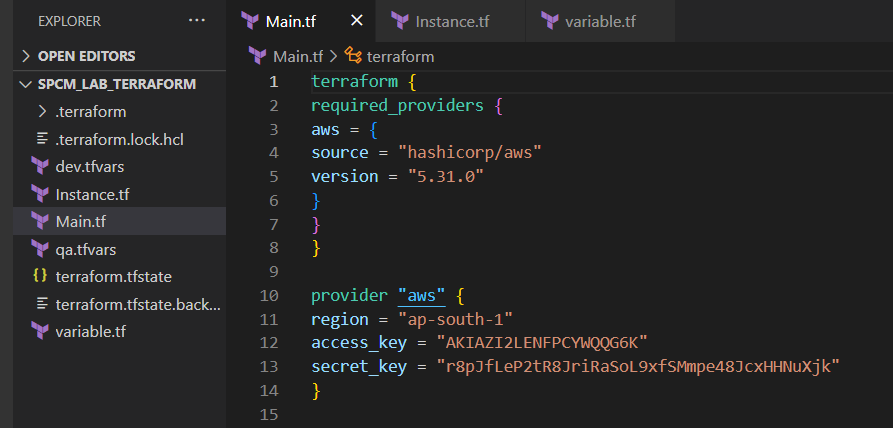 EXPLORER
···
OPEN EDITORS
SPCM_LAB_TERRAFORM
.terraform
.terraform.lock.hcl
dev.tfvars
Instance.tf
Main.tf
qa.tfvars
terraform.tfstate
terraform.tfstate.back...
variable.tf
Main.tf Instance.tf variable.tf
Main.tf > terraform
1 terraform {
2 required_providers {
3 aws = {
4 source = "hashicorp/aws"
5 version = "5.31.0"
6 }
7 }
8 }
9
10 provider "aws" {
11 region = "ap-south-1"
12 access_key = "AKIAZI2LENFPCYWQQG6K"
13 secret_key = "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"
14 }
15